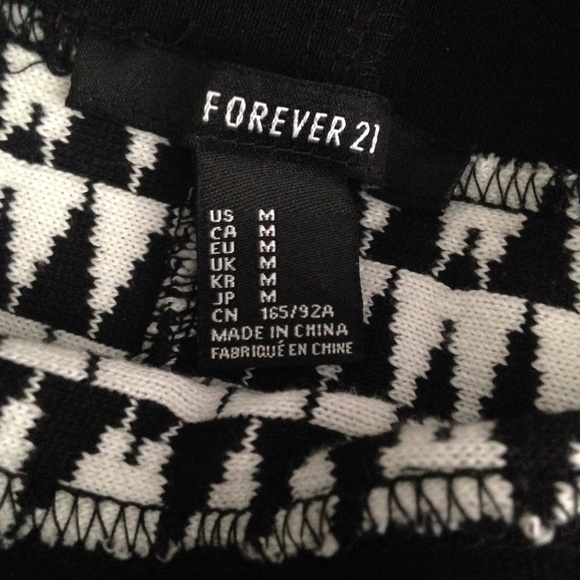 FOREVER 21
US M
CA M
EU M
UK M
KR M
JP M
CN 165/92A
MADE IN CHINA
FABRIQUÉ EN CHINE